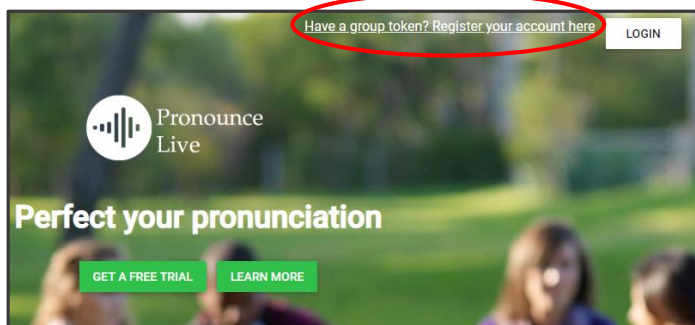 Have a group token? Register your account here
LOGIN
Pronounce
Live
Perfect your pronunciation
GET A FREE TRIAL
LEARN MORE